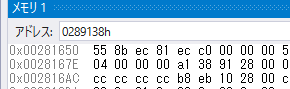 メモリ 1
アドレス: 0289138h
0x00281650 55 8b ec 81 ec c0 00 00 00 5
0x0028167E 04 00 00 00 a1 38 91 28 00 0
0x002816AC cc cc cc cc b8 eb 10 28 00 c